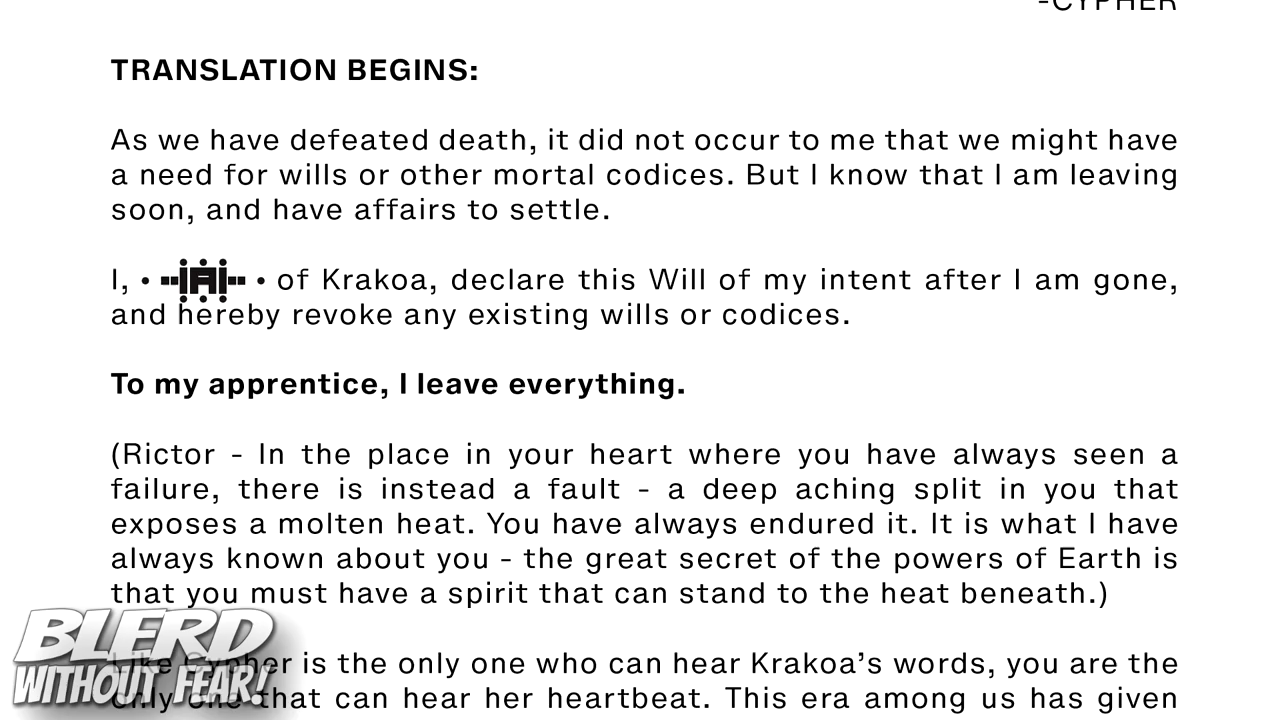 -CYPHER
TRANSLATION BEGINS:
As we have defeated death, it did not occur to me that we might have
a need for wills or other mortal codices. But I know that I am leaving
soon, and have affairs to settle.
I, • • of Krakoa, declare this Will of my intent after I am gone,
and hereby revoke any existing wills or codices.
To my apprentice, I leave everything.
(Rictor - In the place in your heart where you have always seen a
failure, there is instead a fault - a deep aching split in you that
exposes a molten heat. You have always endured it. It is what I have
always known about you - the great secret of the powers of Earth is
that you must have a spirit that can stand to the heat beneath.)
Like Cypher is the only one who can hear Krakoa’s words, you are the
only one that can hear her heartbeat. This era among us has given
BLERD
WITHOUT FEAR!